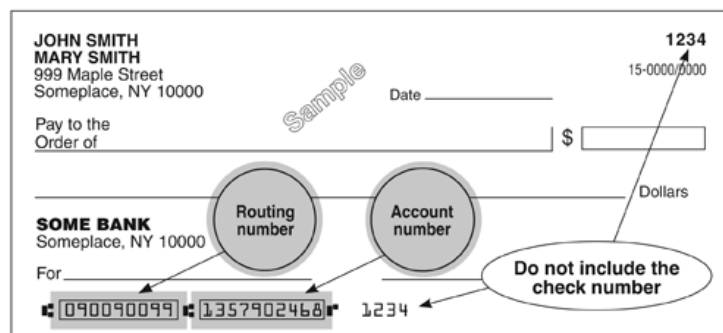 JOHN SMITH
MARY SMITH
999 Maple Street
Someplace, NY 10000
1234
15-0000/0000
Sample
Date
Pay to the
Order of
$
Dollars
Routing
number
Account
number
SOME BANK
Someplace, NY 10000
For
Do not include the
check number
090090099 1357902468 1234